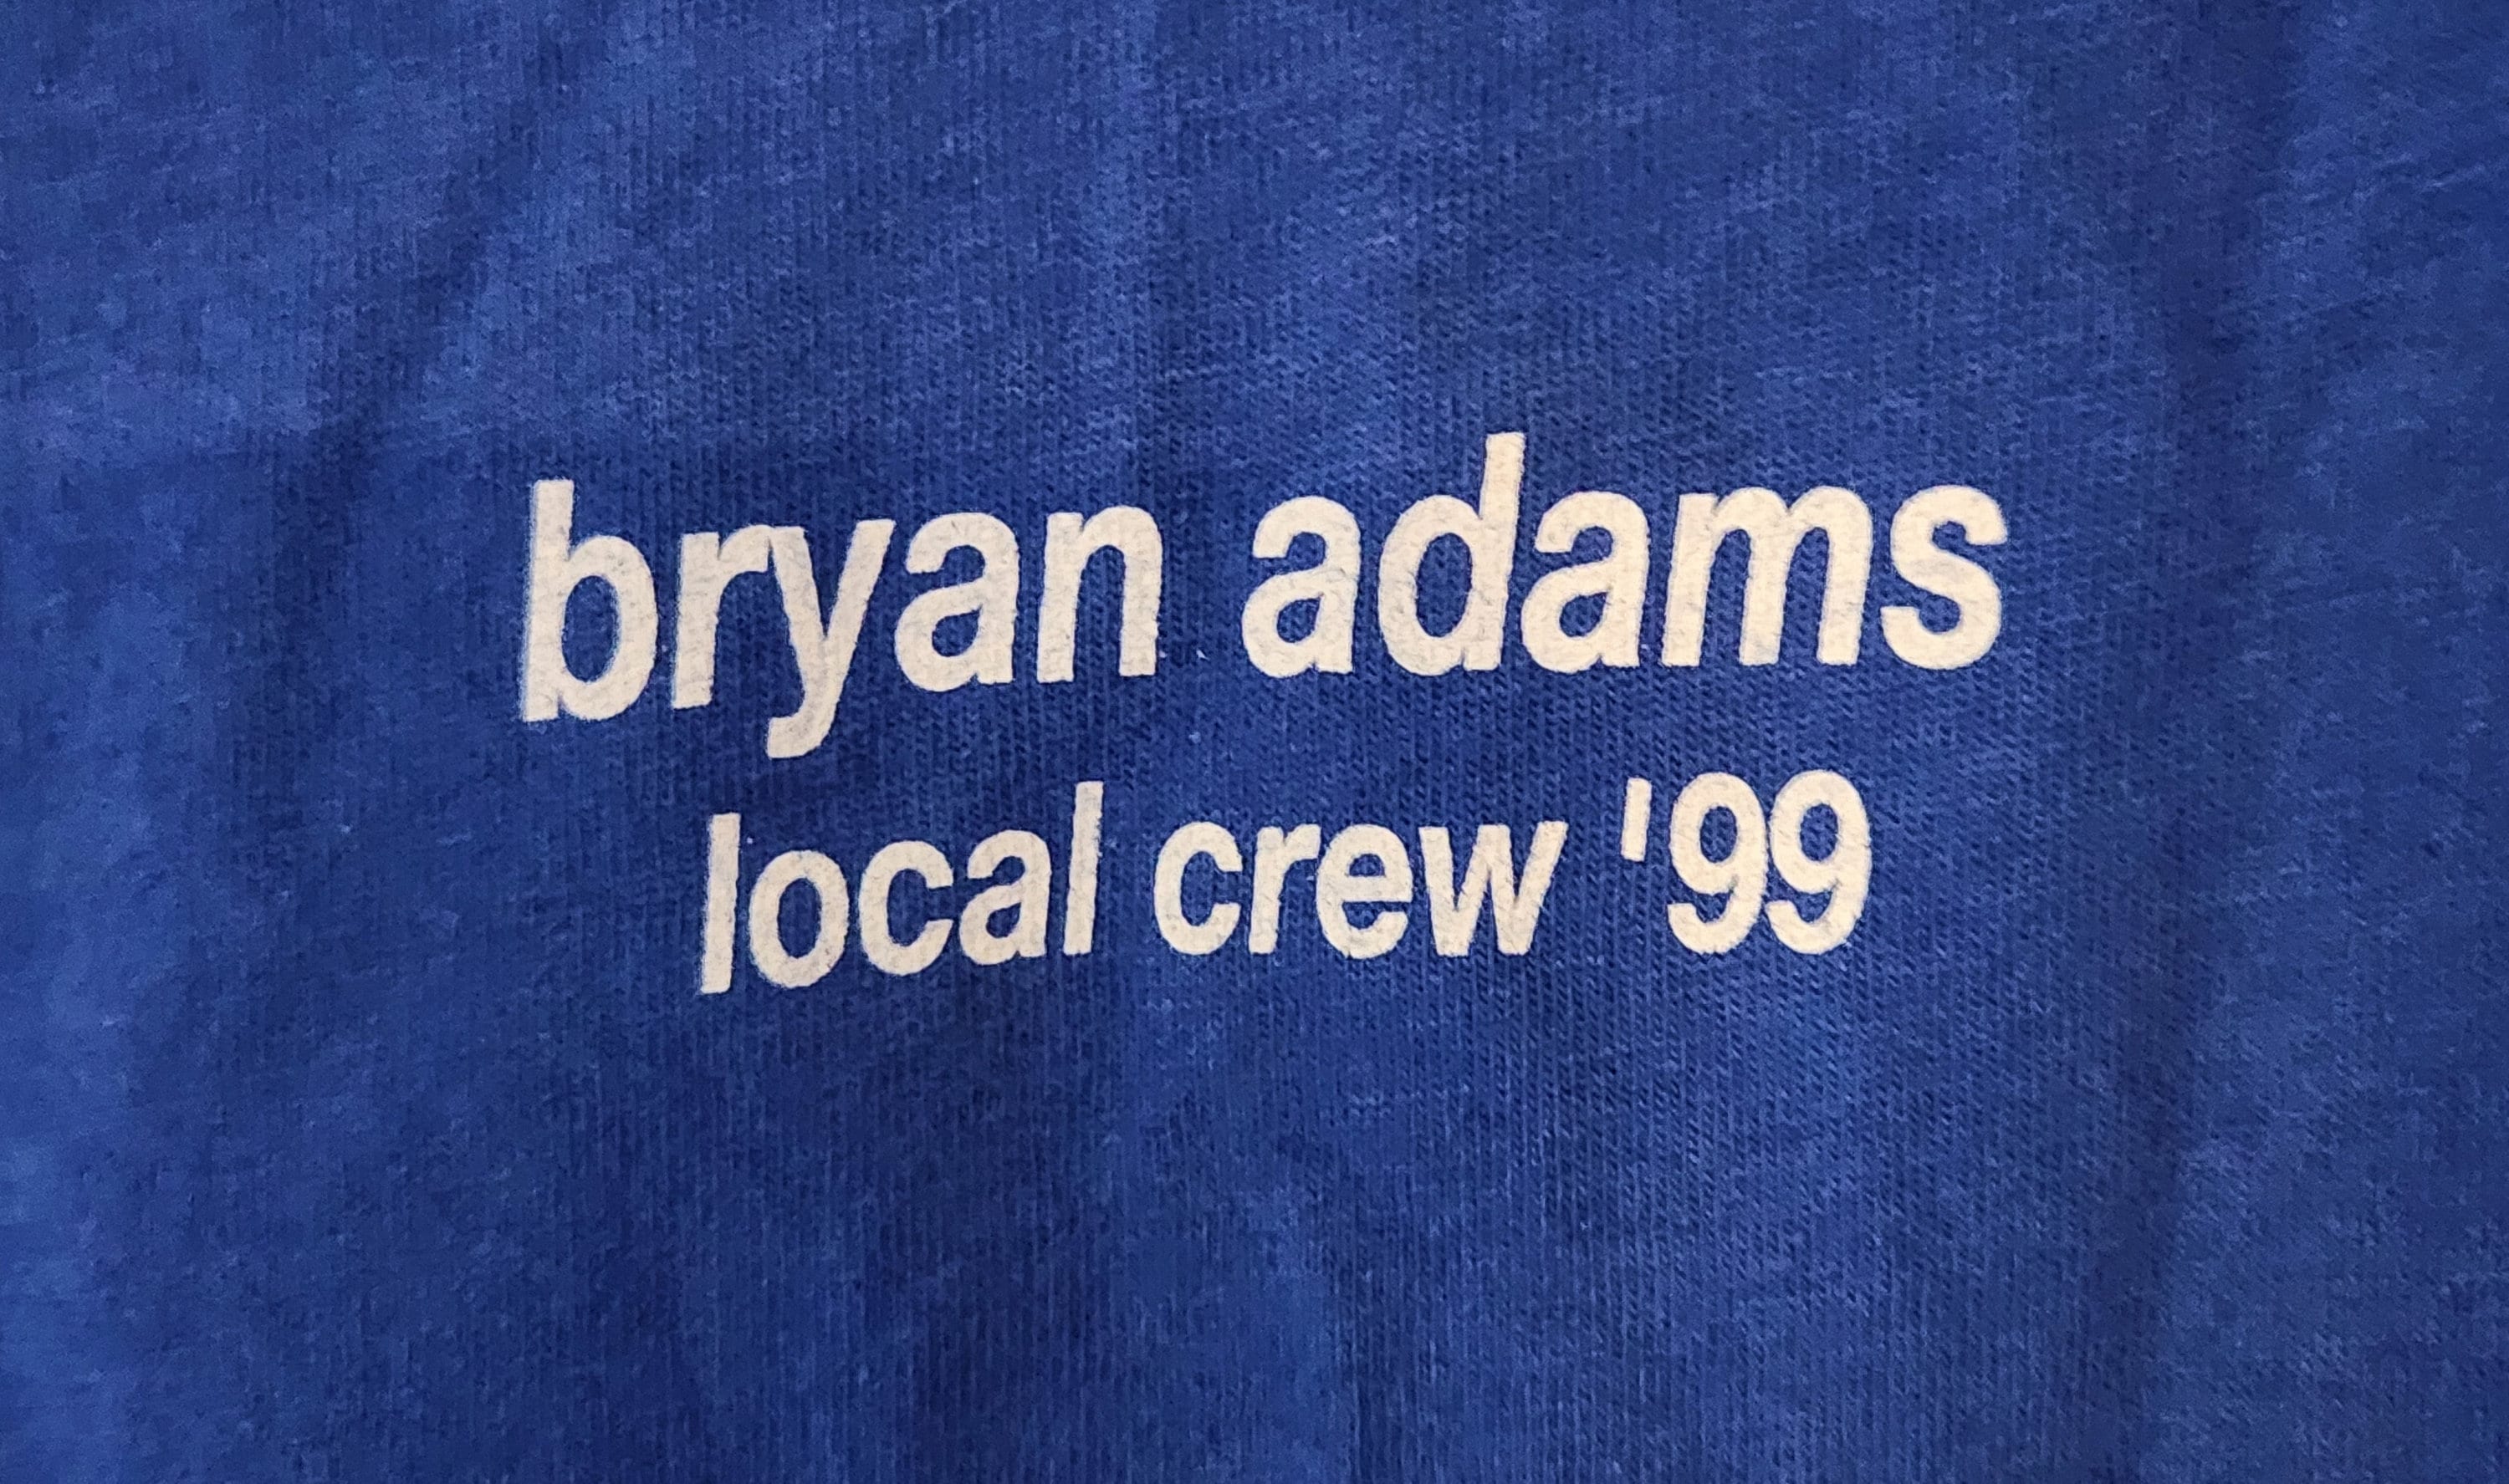 bryan adams
local crew '99